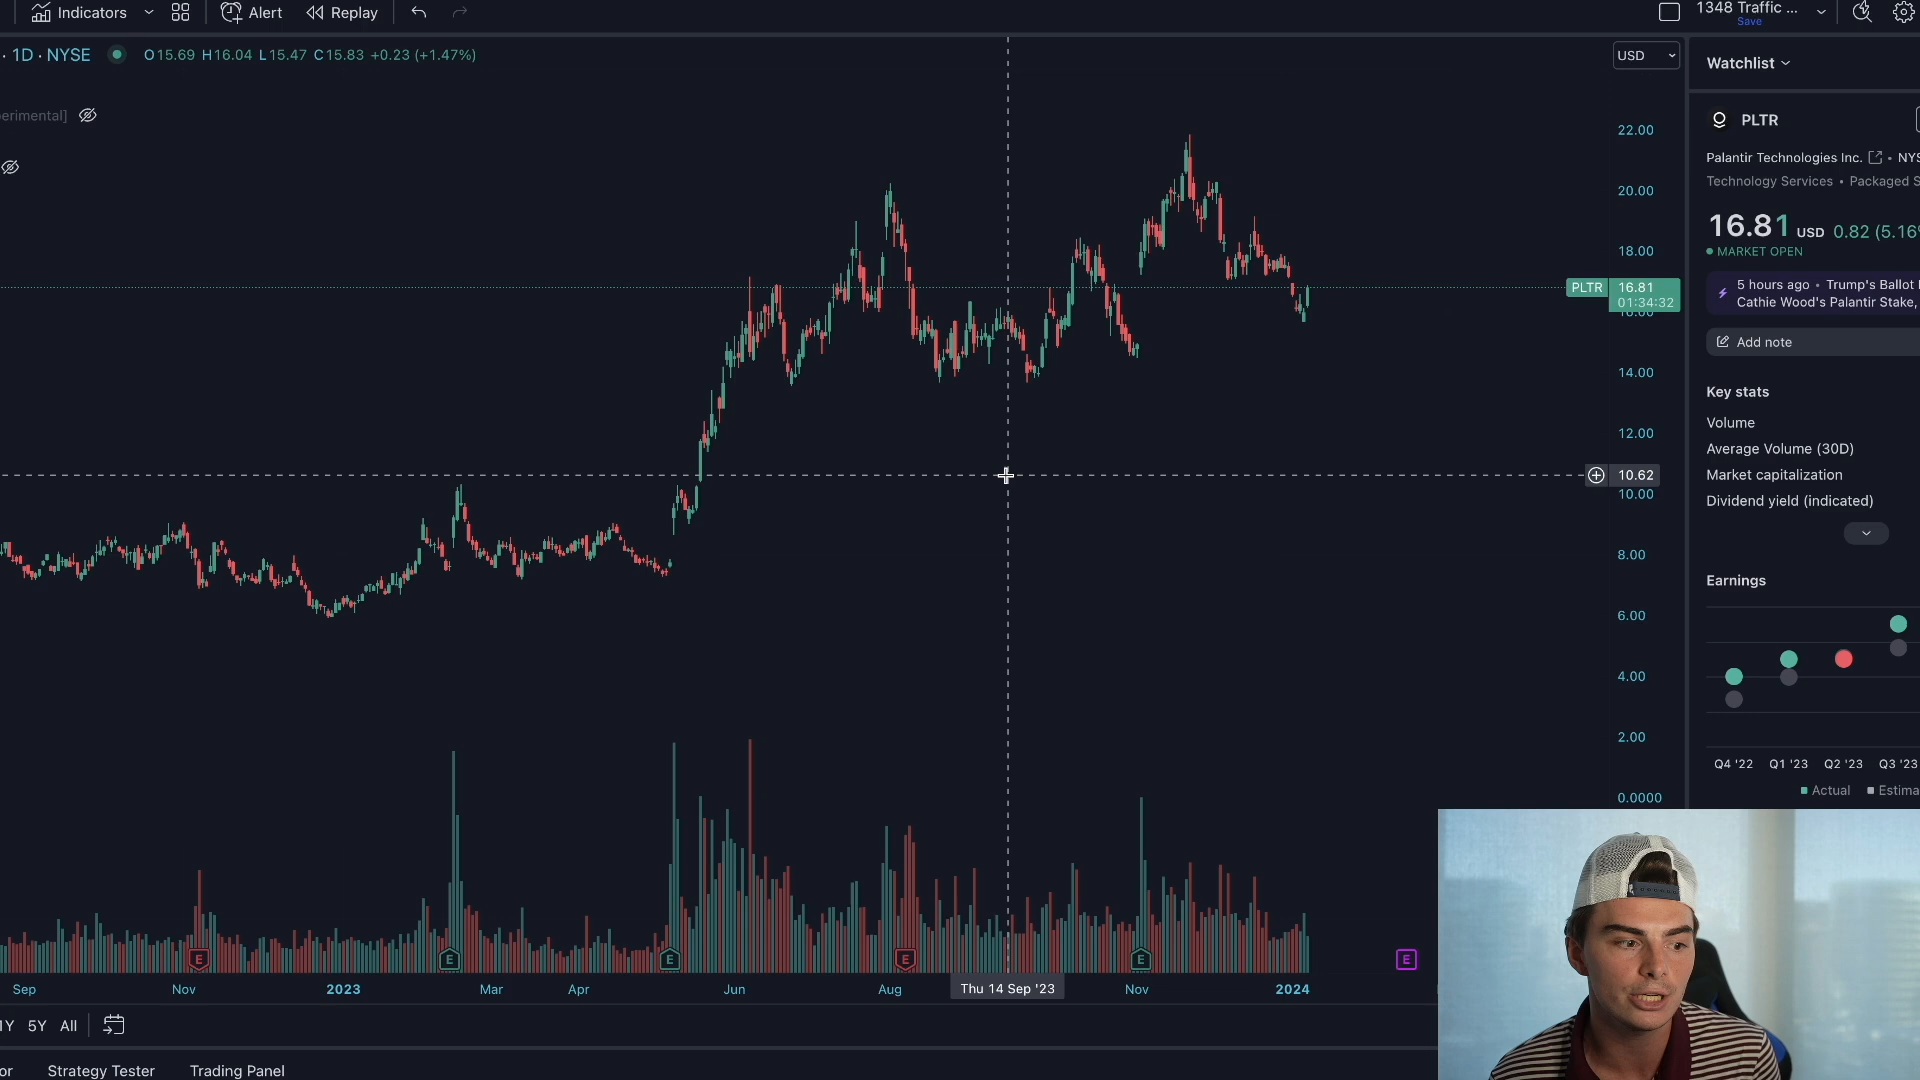 Indicators
Alert
Replay
1348 Traffic ...
Save
· 1D · NYSE
O15.69 H16.04 L15.47 C15.83 +0.23 (+1.47%)
USD
Watchlist
perimental]
PLTR
Palantir Technologies Inc. • NYS
Technology Services • Packaged S
16.81 USD 0.82 (5.16%
MARKET OPEN
5 hours ago • Trump's Ballot
Cathie Wood's Palantir Stake,
Add note
Key stats
Volume
Average Volume (30D)
Market capitalization
Dividend yield (indicated)
Earnings
Q4 '22 Q1 '23 Q2 '23 Q3 '23
Actual Estima
22.00
20.00
18.00
PLTR 16.81
01:34:32
16.00
14.00
12.00
10.62
10.00
8.00
6.00
4.00
2.00
0.0000
E E E E E E
Sep Nov 2023 Mar Apr Jun Aug Thu 14 Sep '23 Nov 2024
1Y 5Y All
or Strategy Tester Trading Panel